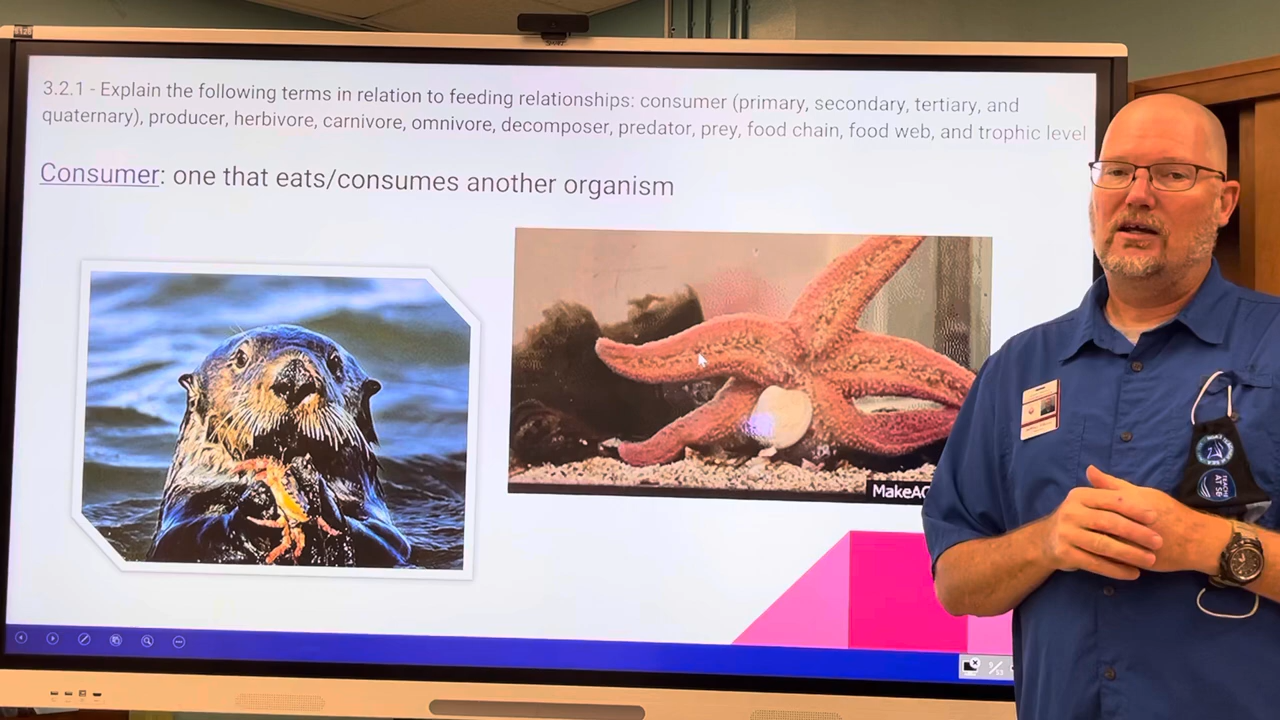 3.2.1 - Explain the following terms in relation to feeding relationships: consumer (primary, secondary, tertiary, and
quaternary), producer, herbivore, carnivore, omnivore, decomposer, predator, prey, food chain, food web, and trophic level
Consumer: one that eats/consumes another organism
MakeAG